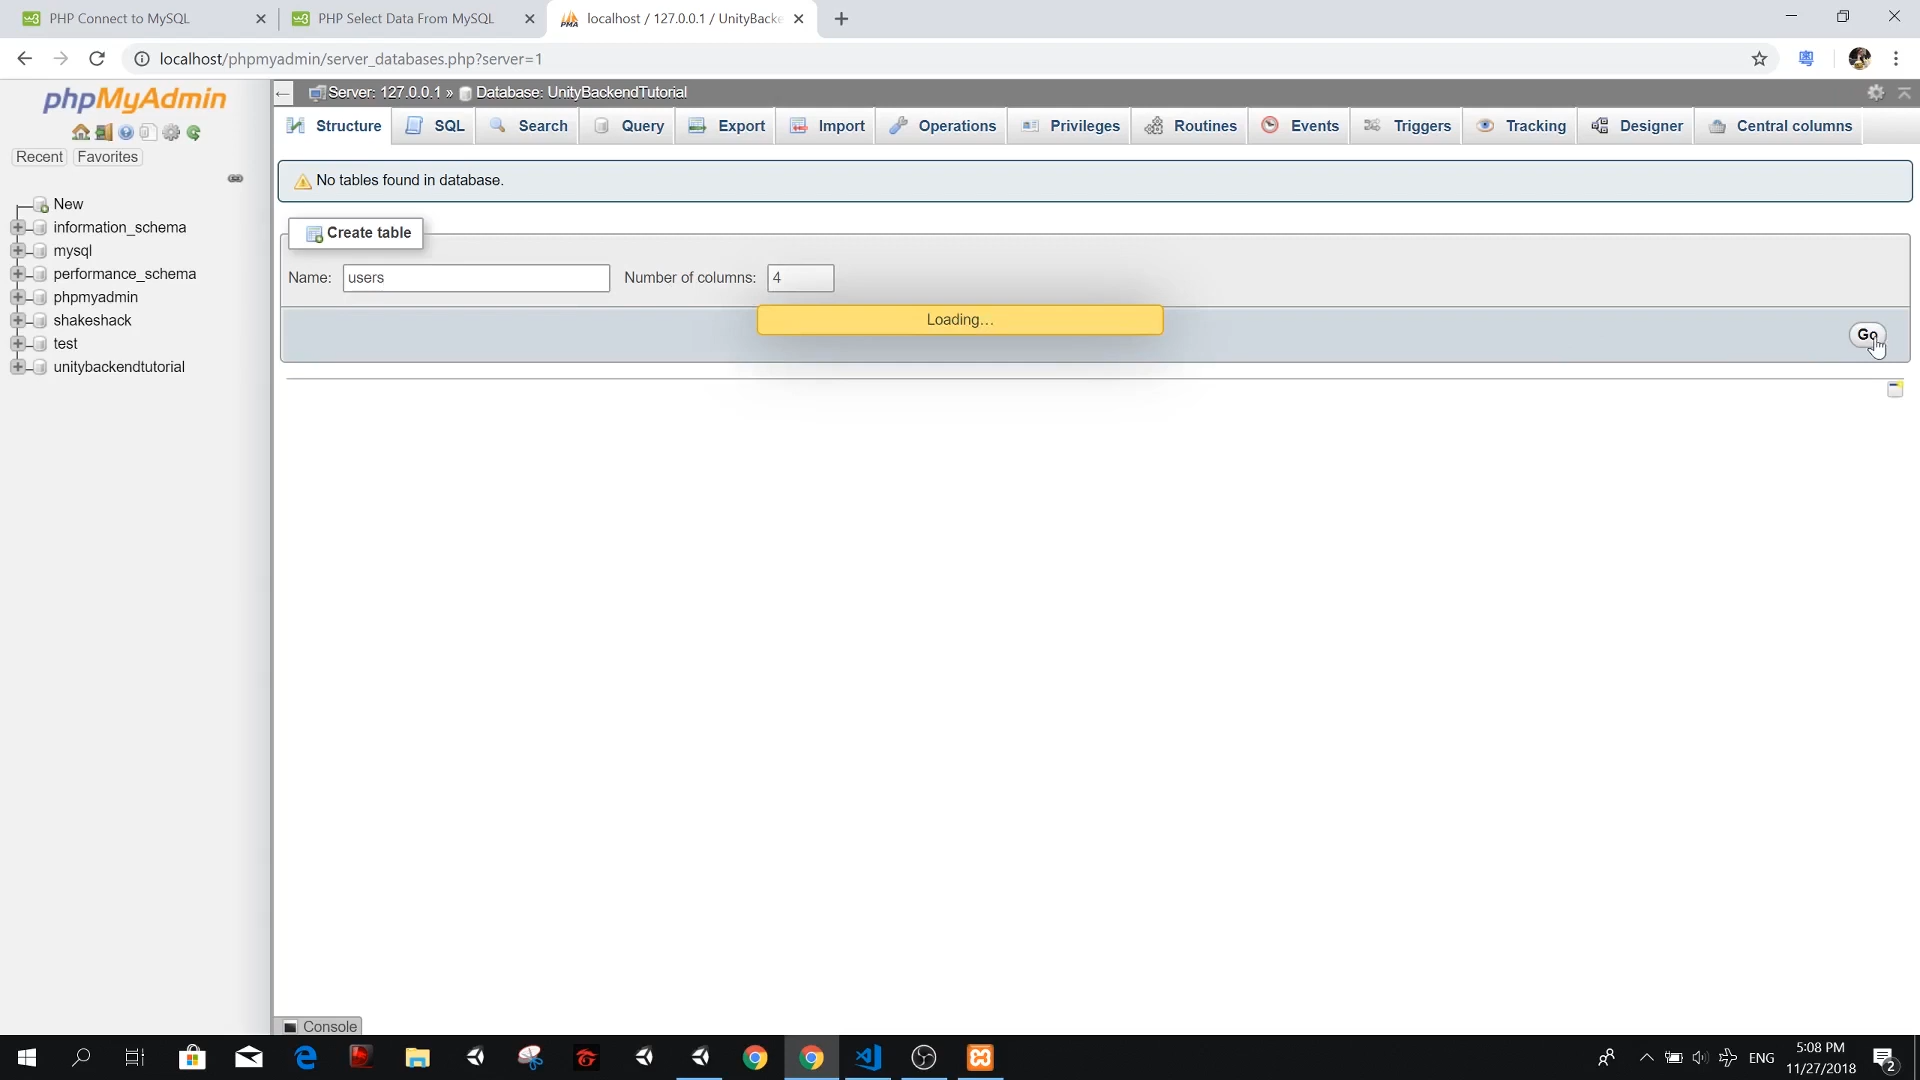 PHP Connect to MySQL
PHP Select Data From MySQL
localhost / 127.0.0.1 / UnityBacke
localhost/phpmyadmin/server_databases.php?server=1
phpMyAdmin
Recent
Favorites
New
information_schema
mysql
performance_schema
phpmyadmin
shakeshack
test
unitybackendtutorial
Server: 127.0.0.1 » Database: UnityBackendTutorial
Structure
SQL
Search
Query
Export
Import
Operations
Privileges
Routines
Events
Triggers
Tracking
Designer
Central columns
No tables found in database.
Create table
Name: users Number of columns: 4
Loading…
Go
Console
ENG
5:08 PM
11/27/2018
2